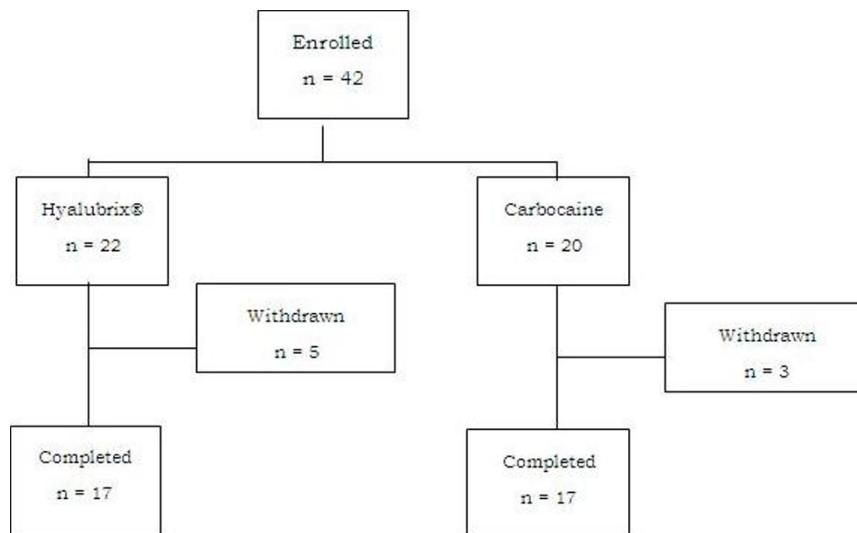 Enrolled
n = 42
Hyalubrix®
n = 22
Carbocaine
n = 20
Withdrawn
n = 5
Withdrawn
n = 3
Completed
n = 17
Completed
n = 17